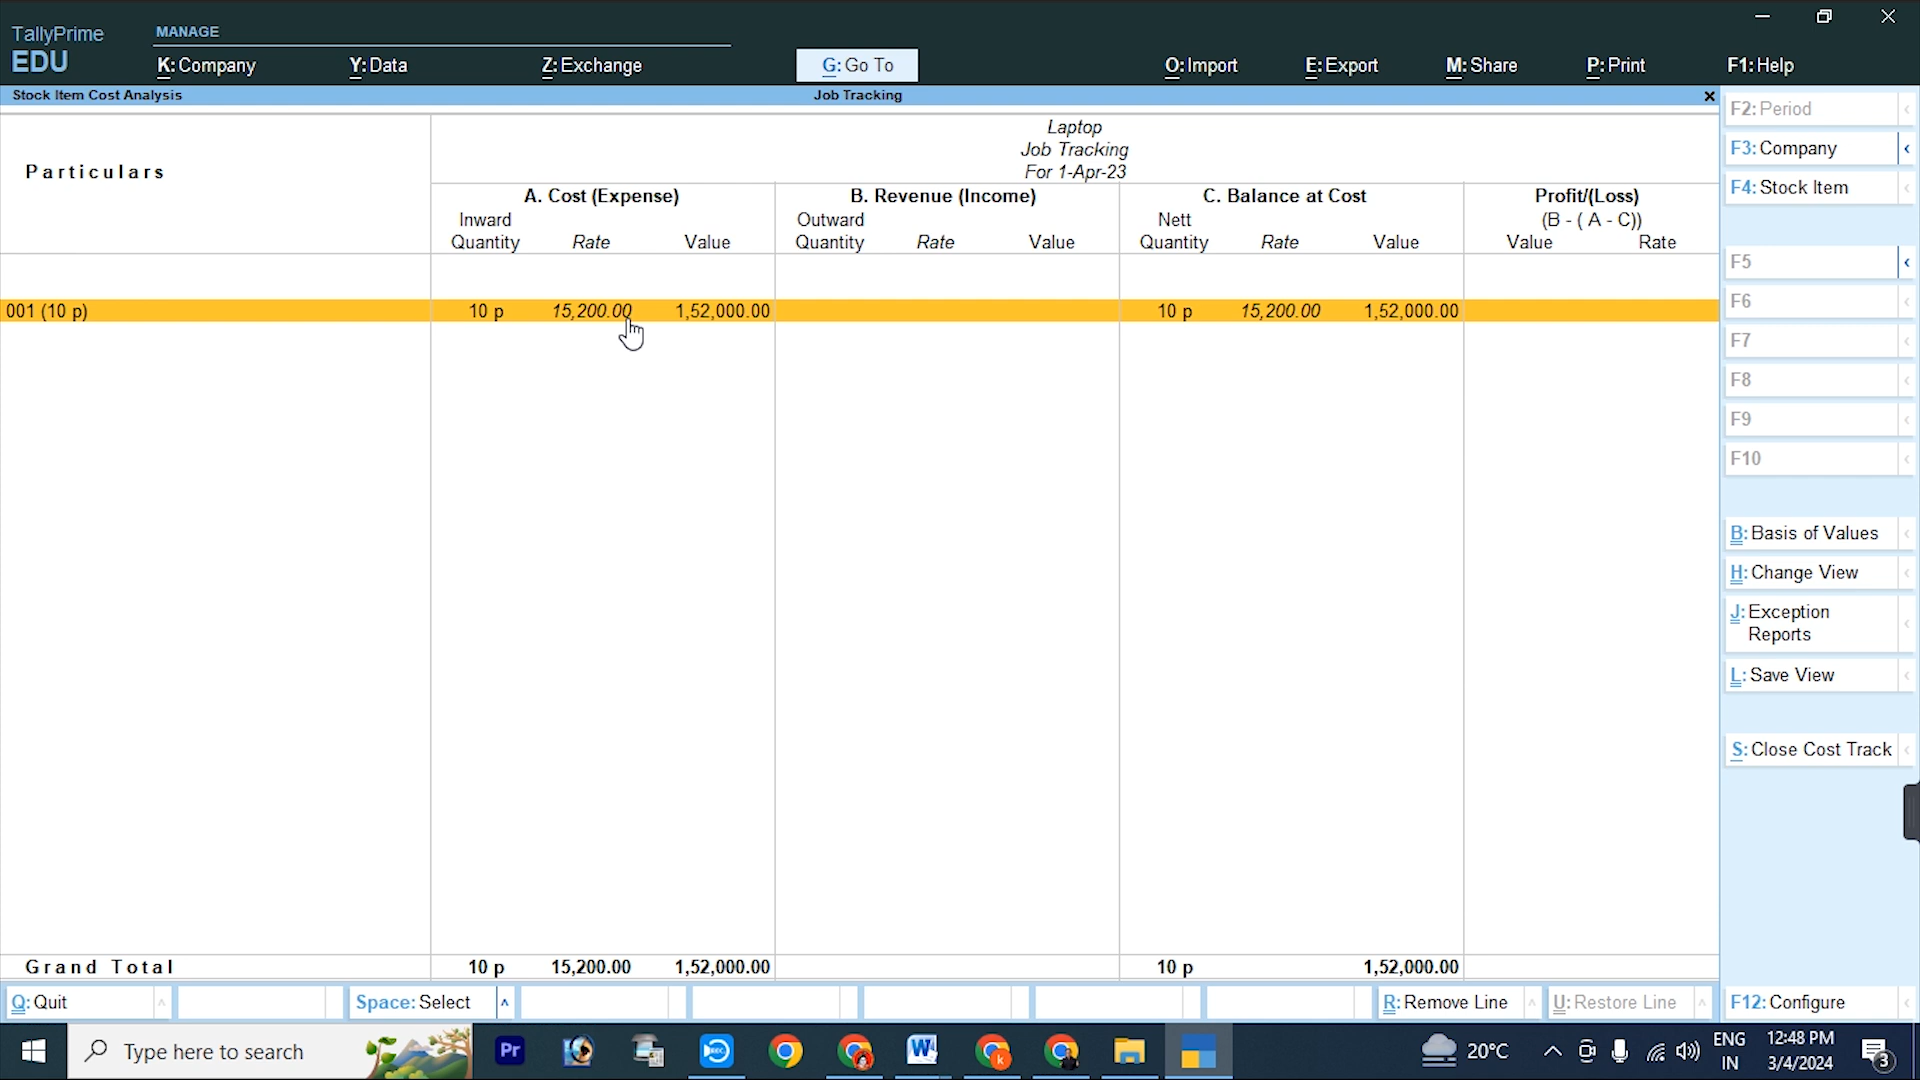 TallyPrime
EDU
MANAGE
K: Company
Y: Data
Z: Exchange
G: Go To
O: Import
E: Export
M: Share
P: Print
F1: Help
Stock Item Cost Analysis
Job Tracking
Particulars
Laptop
Job Tracking
For 1-Apr-23
A. Cost (Expense)
B. Revenue (Income)
C. Balance at Cost
Profit/(Loss)
Inward
Outward
Nett
(B - ( A - C))
Quantity Rate Value
Quantity Rate Value
Quantity Rate Value
Value Rate
001 (10 p) 10 p 15,200.00 1,52,000.00 10 p 15,200.00 1,52,000.00
Grand Total 10 p 15,200.00 1,52,000.00 10 p 1,52,000.00
F2: Period
F3: Company
F4: Stock Item
F5
F6
F7
F8
F9
F10
B: Basis of Values
H: Change View
J: Exception
Reports
L: Save View
S: Close Cost Track
Q: Quit
Space: Select
R: Remove Line
U: Restore Line
F12: Configure
Type here to search
Pr
REC
W
k
20°C
ENG
IN
12:48 PM
3/4/2024
3